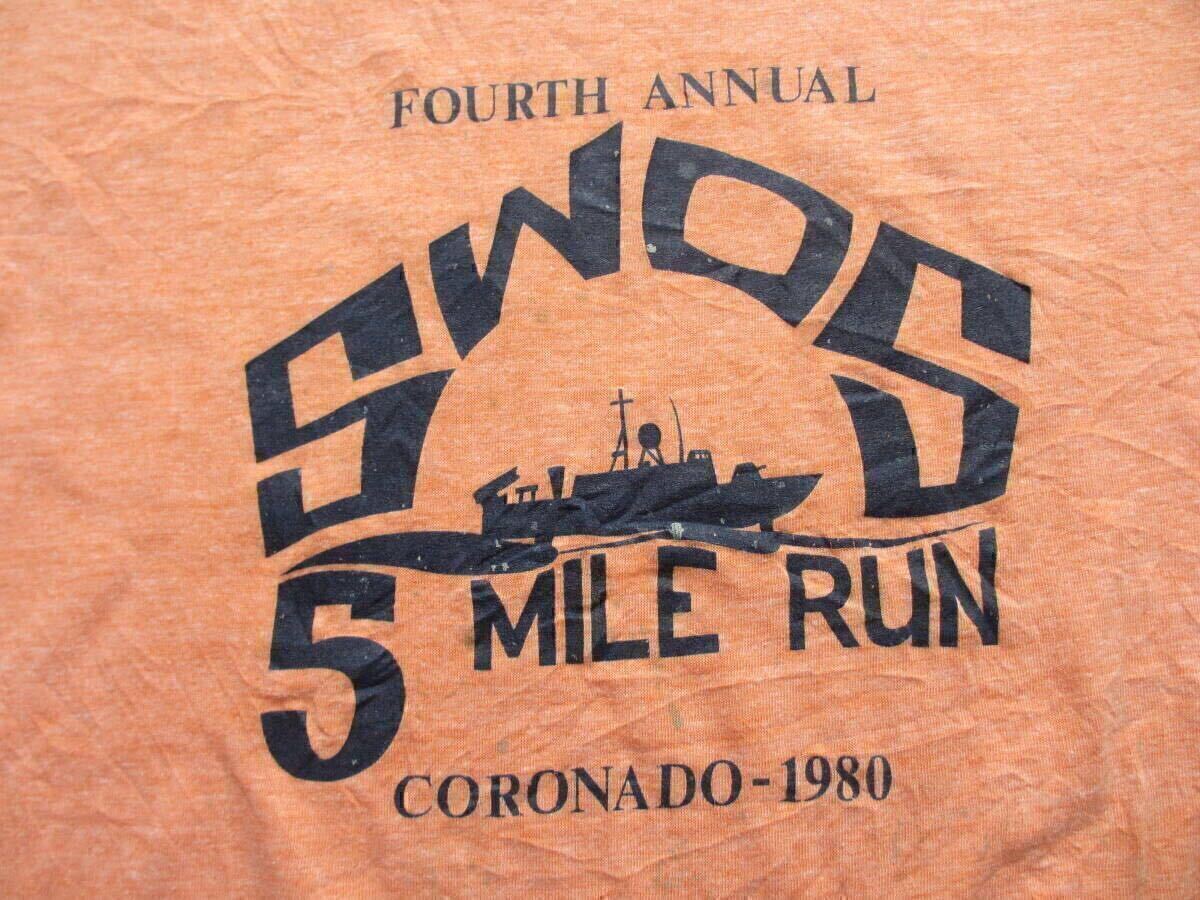 FOURTH ANNUAL
SWOS
5 MILE RUN
CORONADO-1980